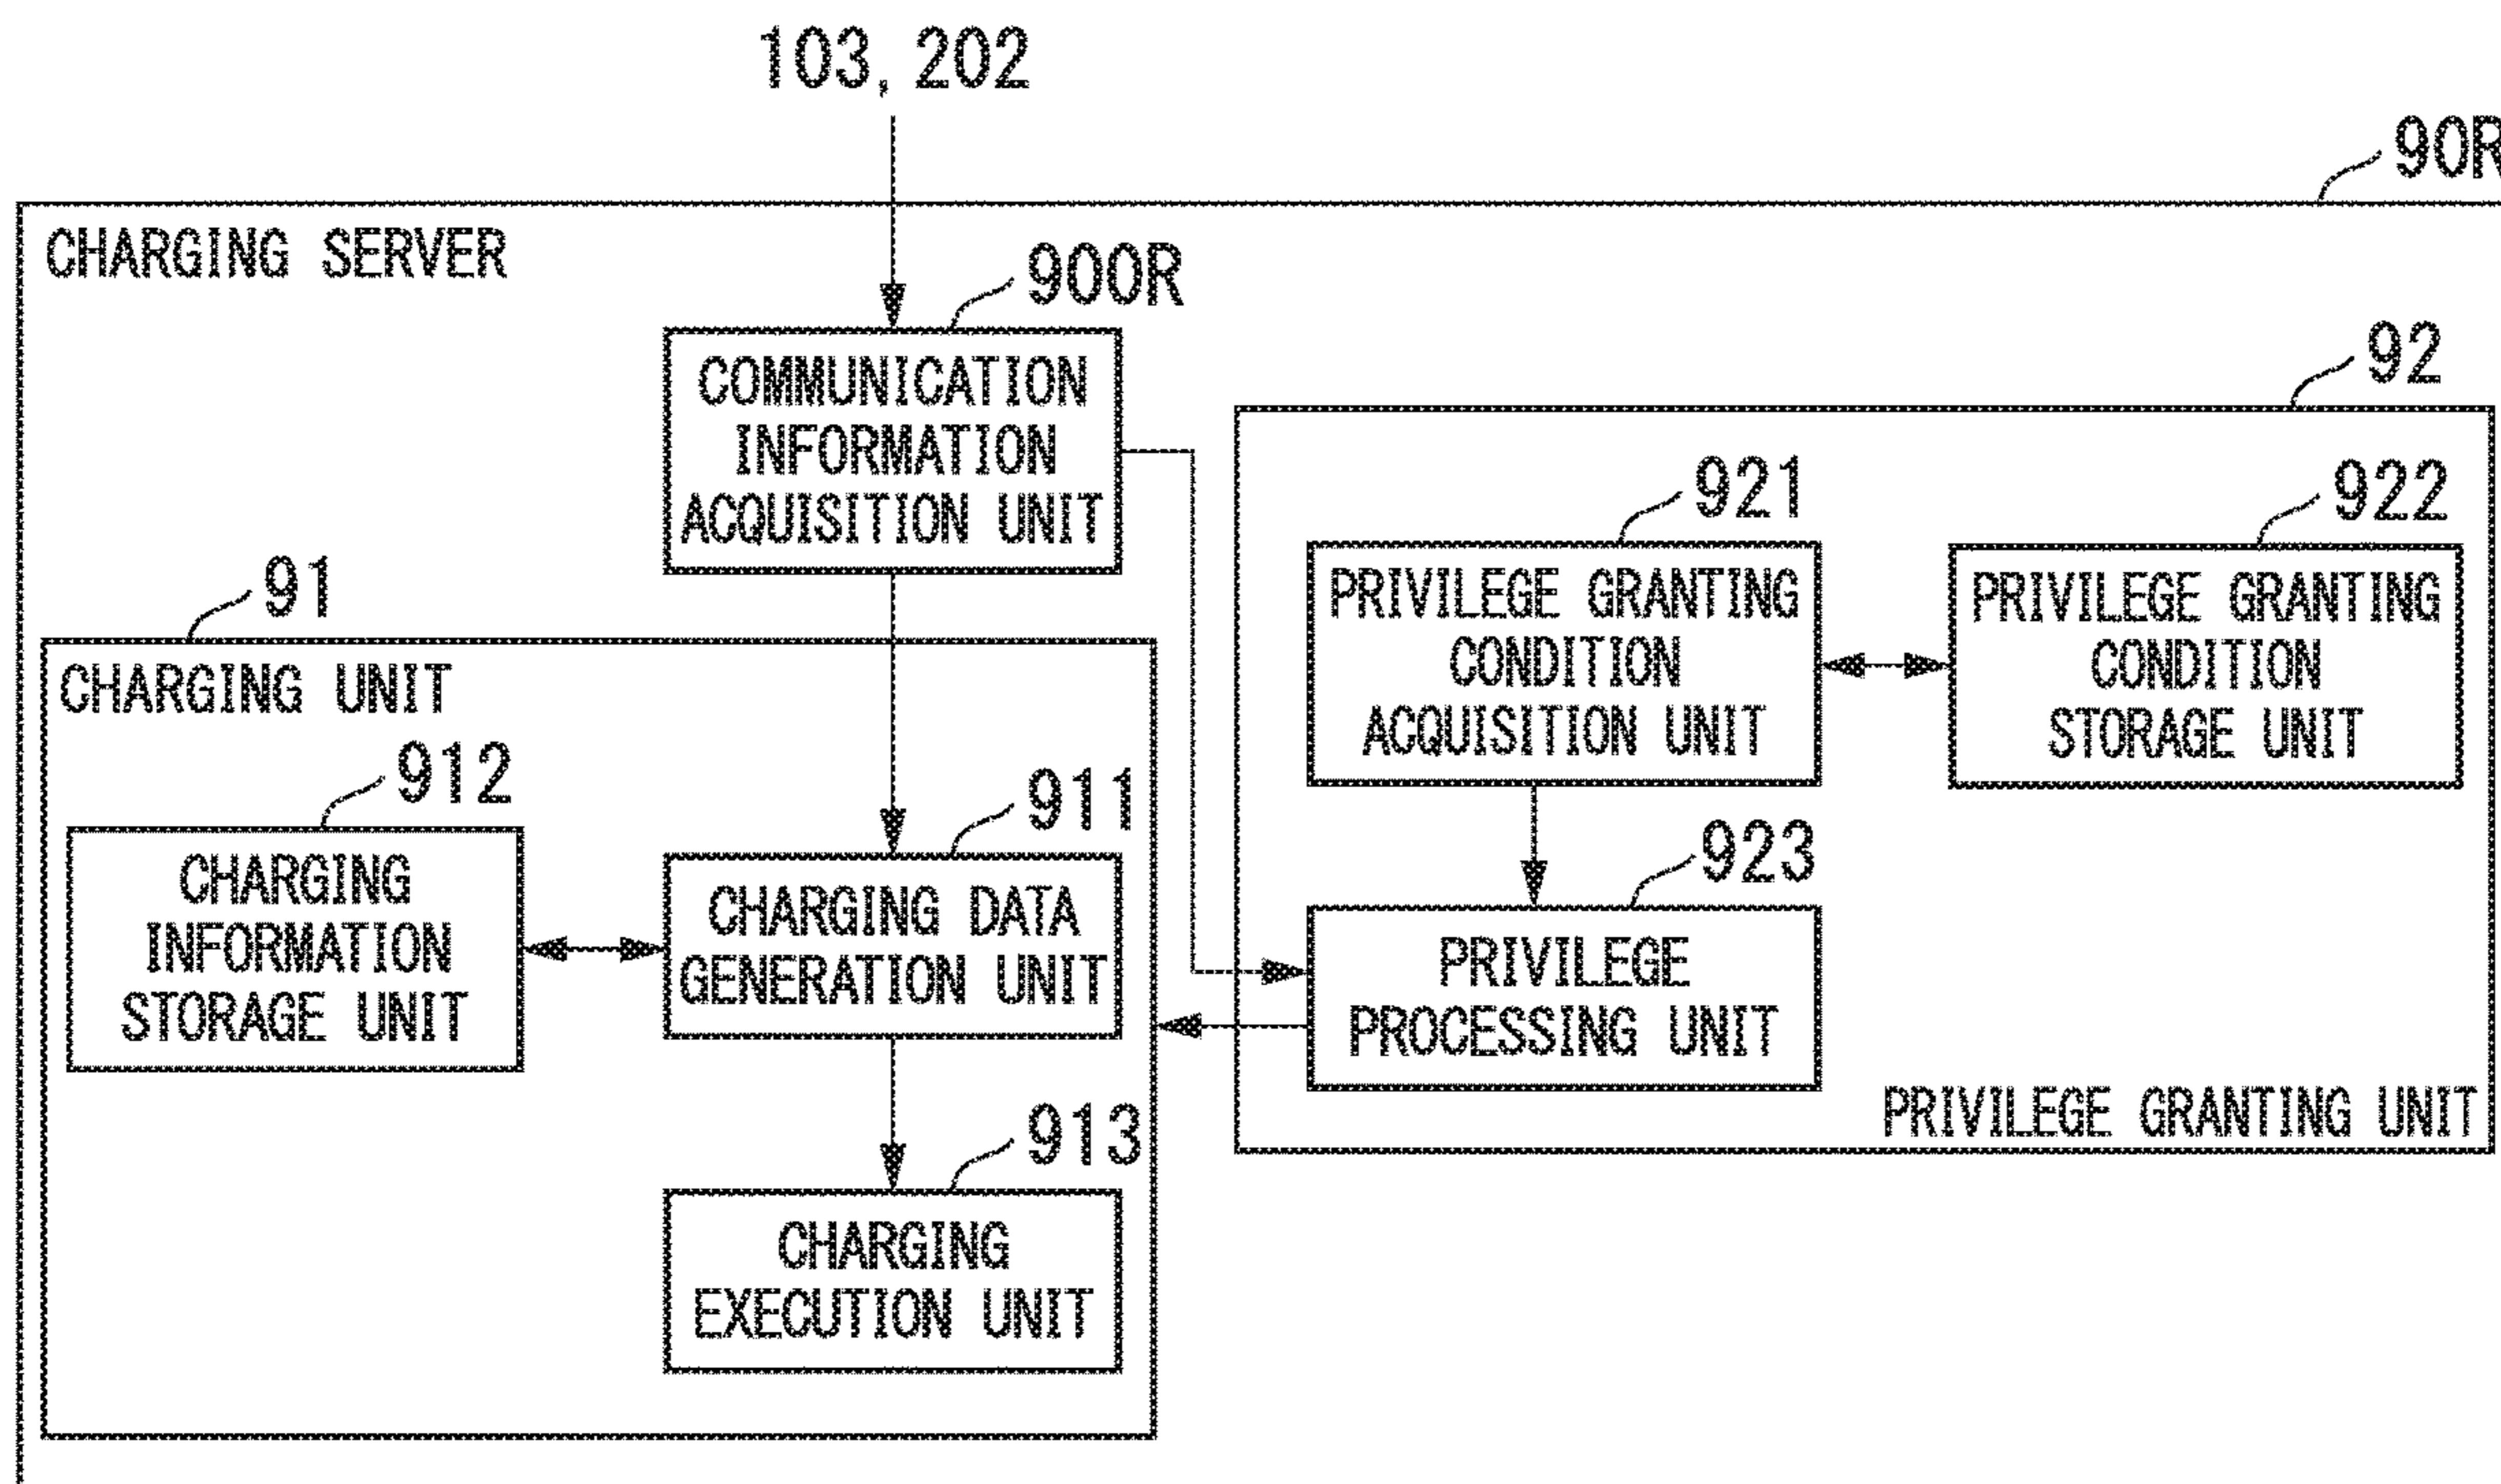 103, 202
90R
CHARGING SERVER
900R
COMMUNICATION
INFORMATION
ACQUISITION UNIT
92
921
PRIVILEGE GRANTING
CONDITION
ACQUISITION UNIT
922
PRIVILEGE GRANTING
CONDITION
STORAGE UNIT
91
CHARGING UNIT
912
CHARGING
INFORMATION
STORAGE UNIT
911
CHARGING DATA
GENERATION UNIT
923
PRIVILEGE
PROCESSING UNIT
PRIVILEGE GRANTING UNIT
913
CHARGING
EXECUTION UNIT